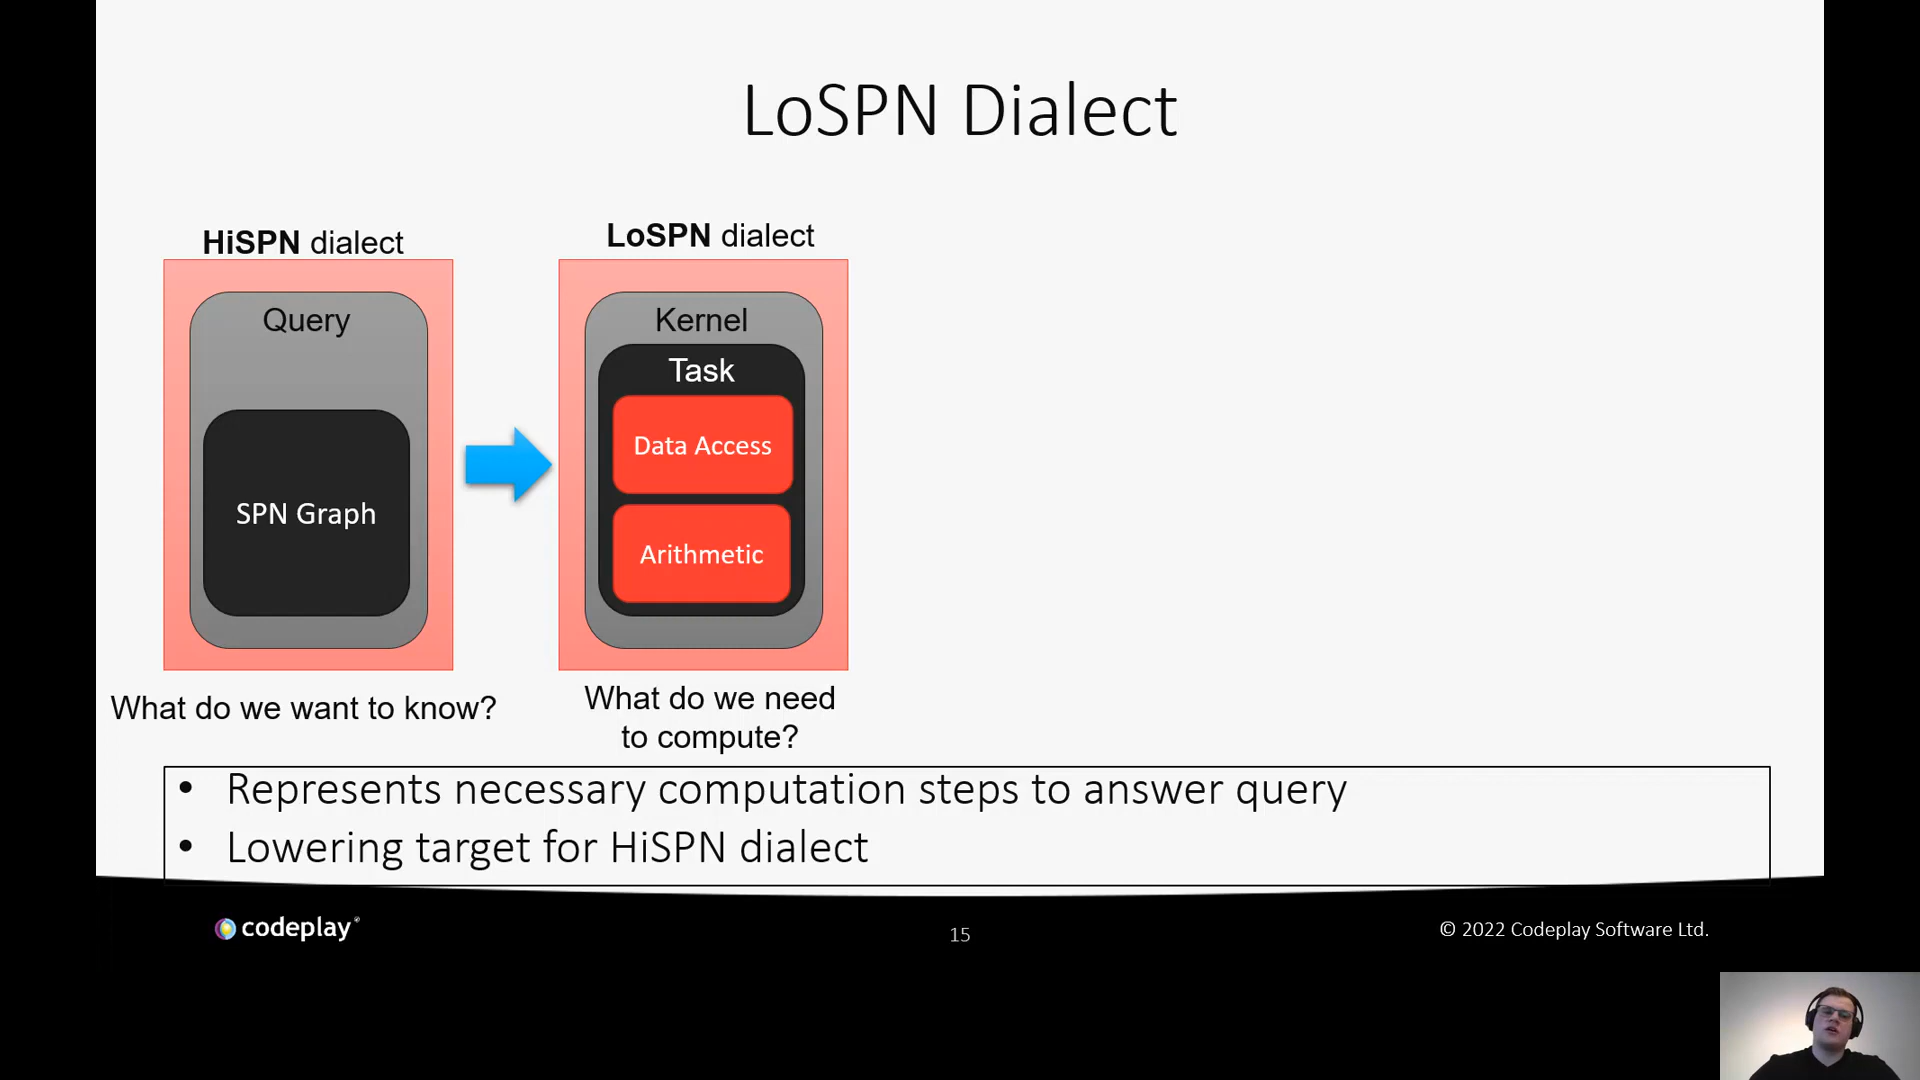 LoSPN Dialect
HiSPN dialect
Query
SPN Graph
What do we want to know?
LoSPN dialect
Kernel
Task
Data Access
Arithmetic
What do we need
to compute?
• Represents necessary computation steps to answer query
• Lowering target for HiSPN dialect
codeplay®
15
© 2022 Codeplay Software Ltd.